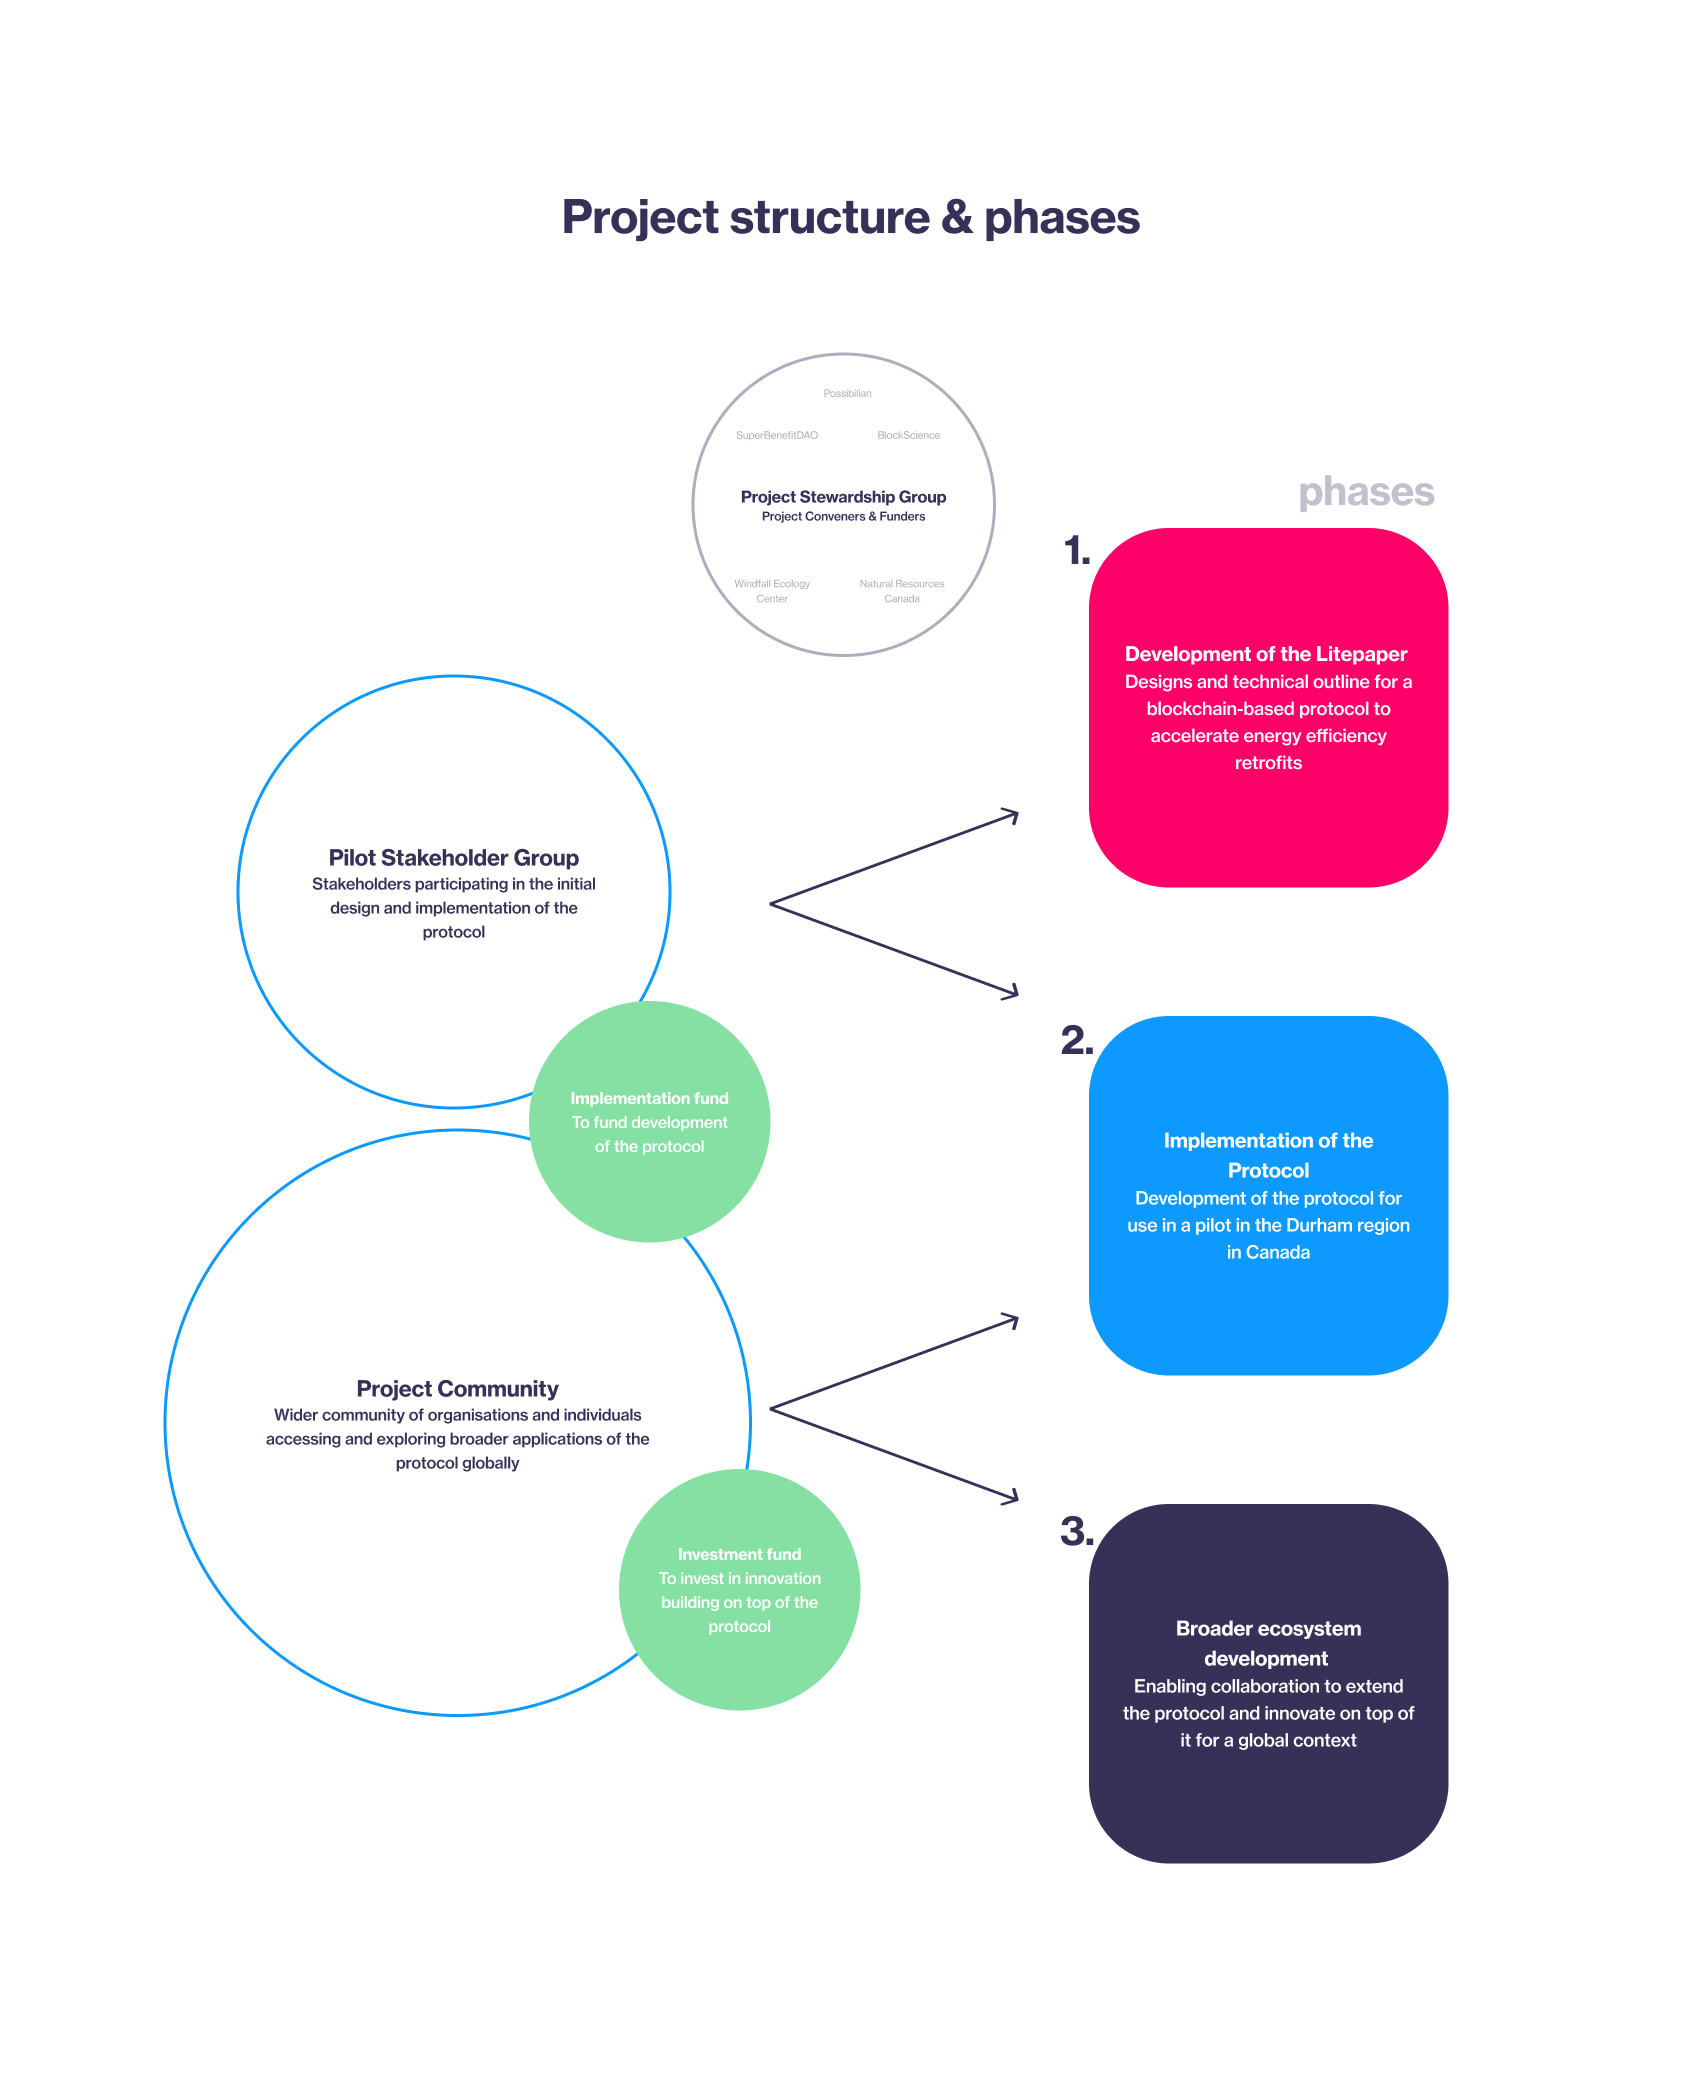 Project structure & phases
Possibilian
SuperBenefitDAO
BlockScience
Project Stewardship Group
Project Conveners & Funders
Windfall Ecology
Center
Natural Resources
Canada
phases
1.
Development of the Litepaper
Designs and technical outline for a
blockchain-based protocol to
accelerate energy efficiency
retrofits
Pilot Stakeholder Group
Stakeholders participating in the initial
design and implementation of the
protocol
Implementation fund
To fund development
of the protocol
2.
Implementation of the
Protocol
Development of the protocol for
use in a pilot in the Durham region
in Canada
Project Community
Wider community of organisations and individuals
accessing and exploring broader applications of the
protocol globally
Investment fund
To invest in innovation
building on top of the
protocol
3.
Broader ecosystem
development
Enabling collaboration to extend
the protocol and innovate on top of
it for a global context